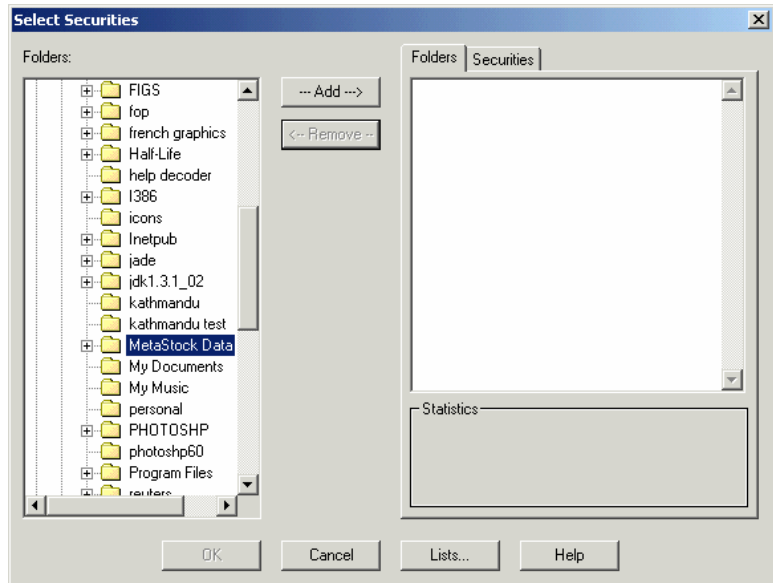 Select Securities
Folders:
FIGS
fop
french graphics
Half-Life
help decoder
I386
icons
Inetpub
jade
jdk1.3.1_02
kathmandu
kathmandu test
MetaStock Data
My Documents
My Music
personal
PHOTOSHP
photoshp60
Program Files
reuters
--- Add --->
<-- Remove --
Folders Securities
Statistics
OK Cancel Lists... Help